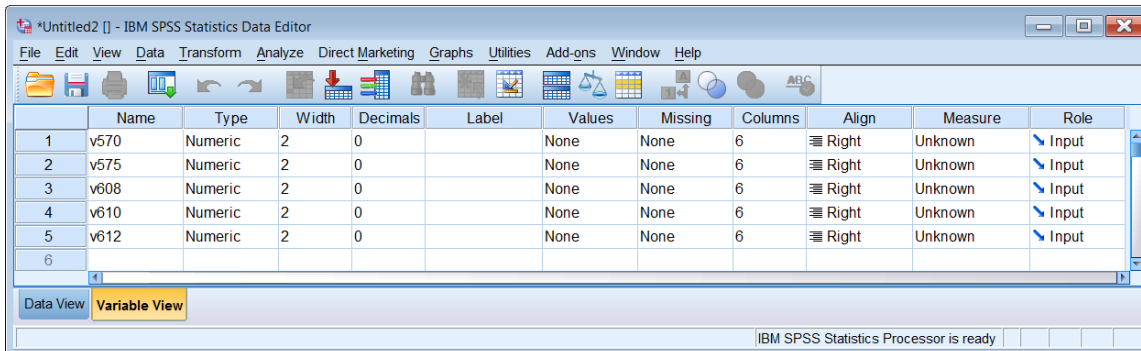 *Untitled2 [] - IBM SPSS Statistics Data Editor
File Edit View Data Transform Analyze Direct Marketing Graphs Utilities Add-ons Window Help
Name Type Width Decimals Label Values Missing Columns Align Measure Role
1 v570 Numeric 2 0 None None 6 Right Unknown Input
2 v575 Numeric 2 0 None None 6 Right Unknown Input
3 v608 Numeric 2 0 None None 6 Right Unknown Input
4 v610 Numeric 2 0 None None 6 Right Unknown Input
5 v612 Numeric 2 0 None None 6 Right Unknown Input
6
Data View Variable View
IBM SPSS Statistics Processor is ready